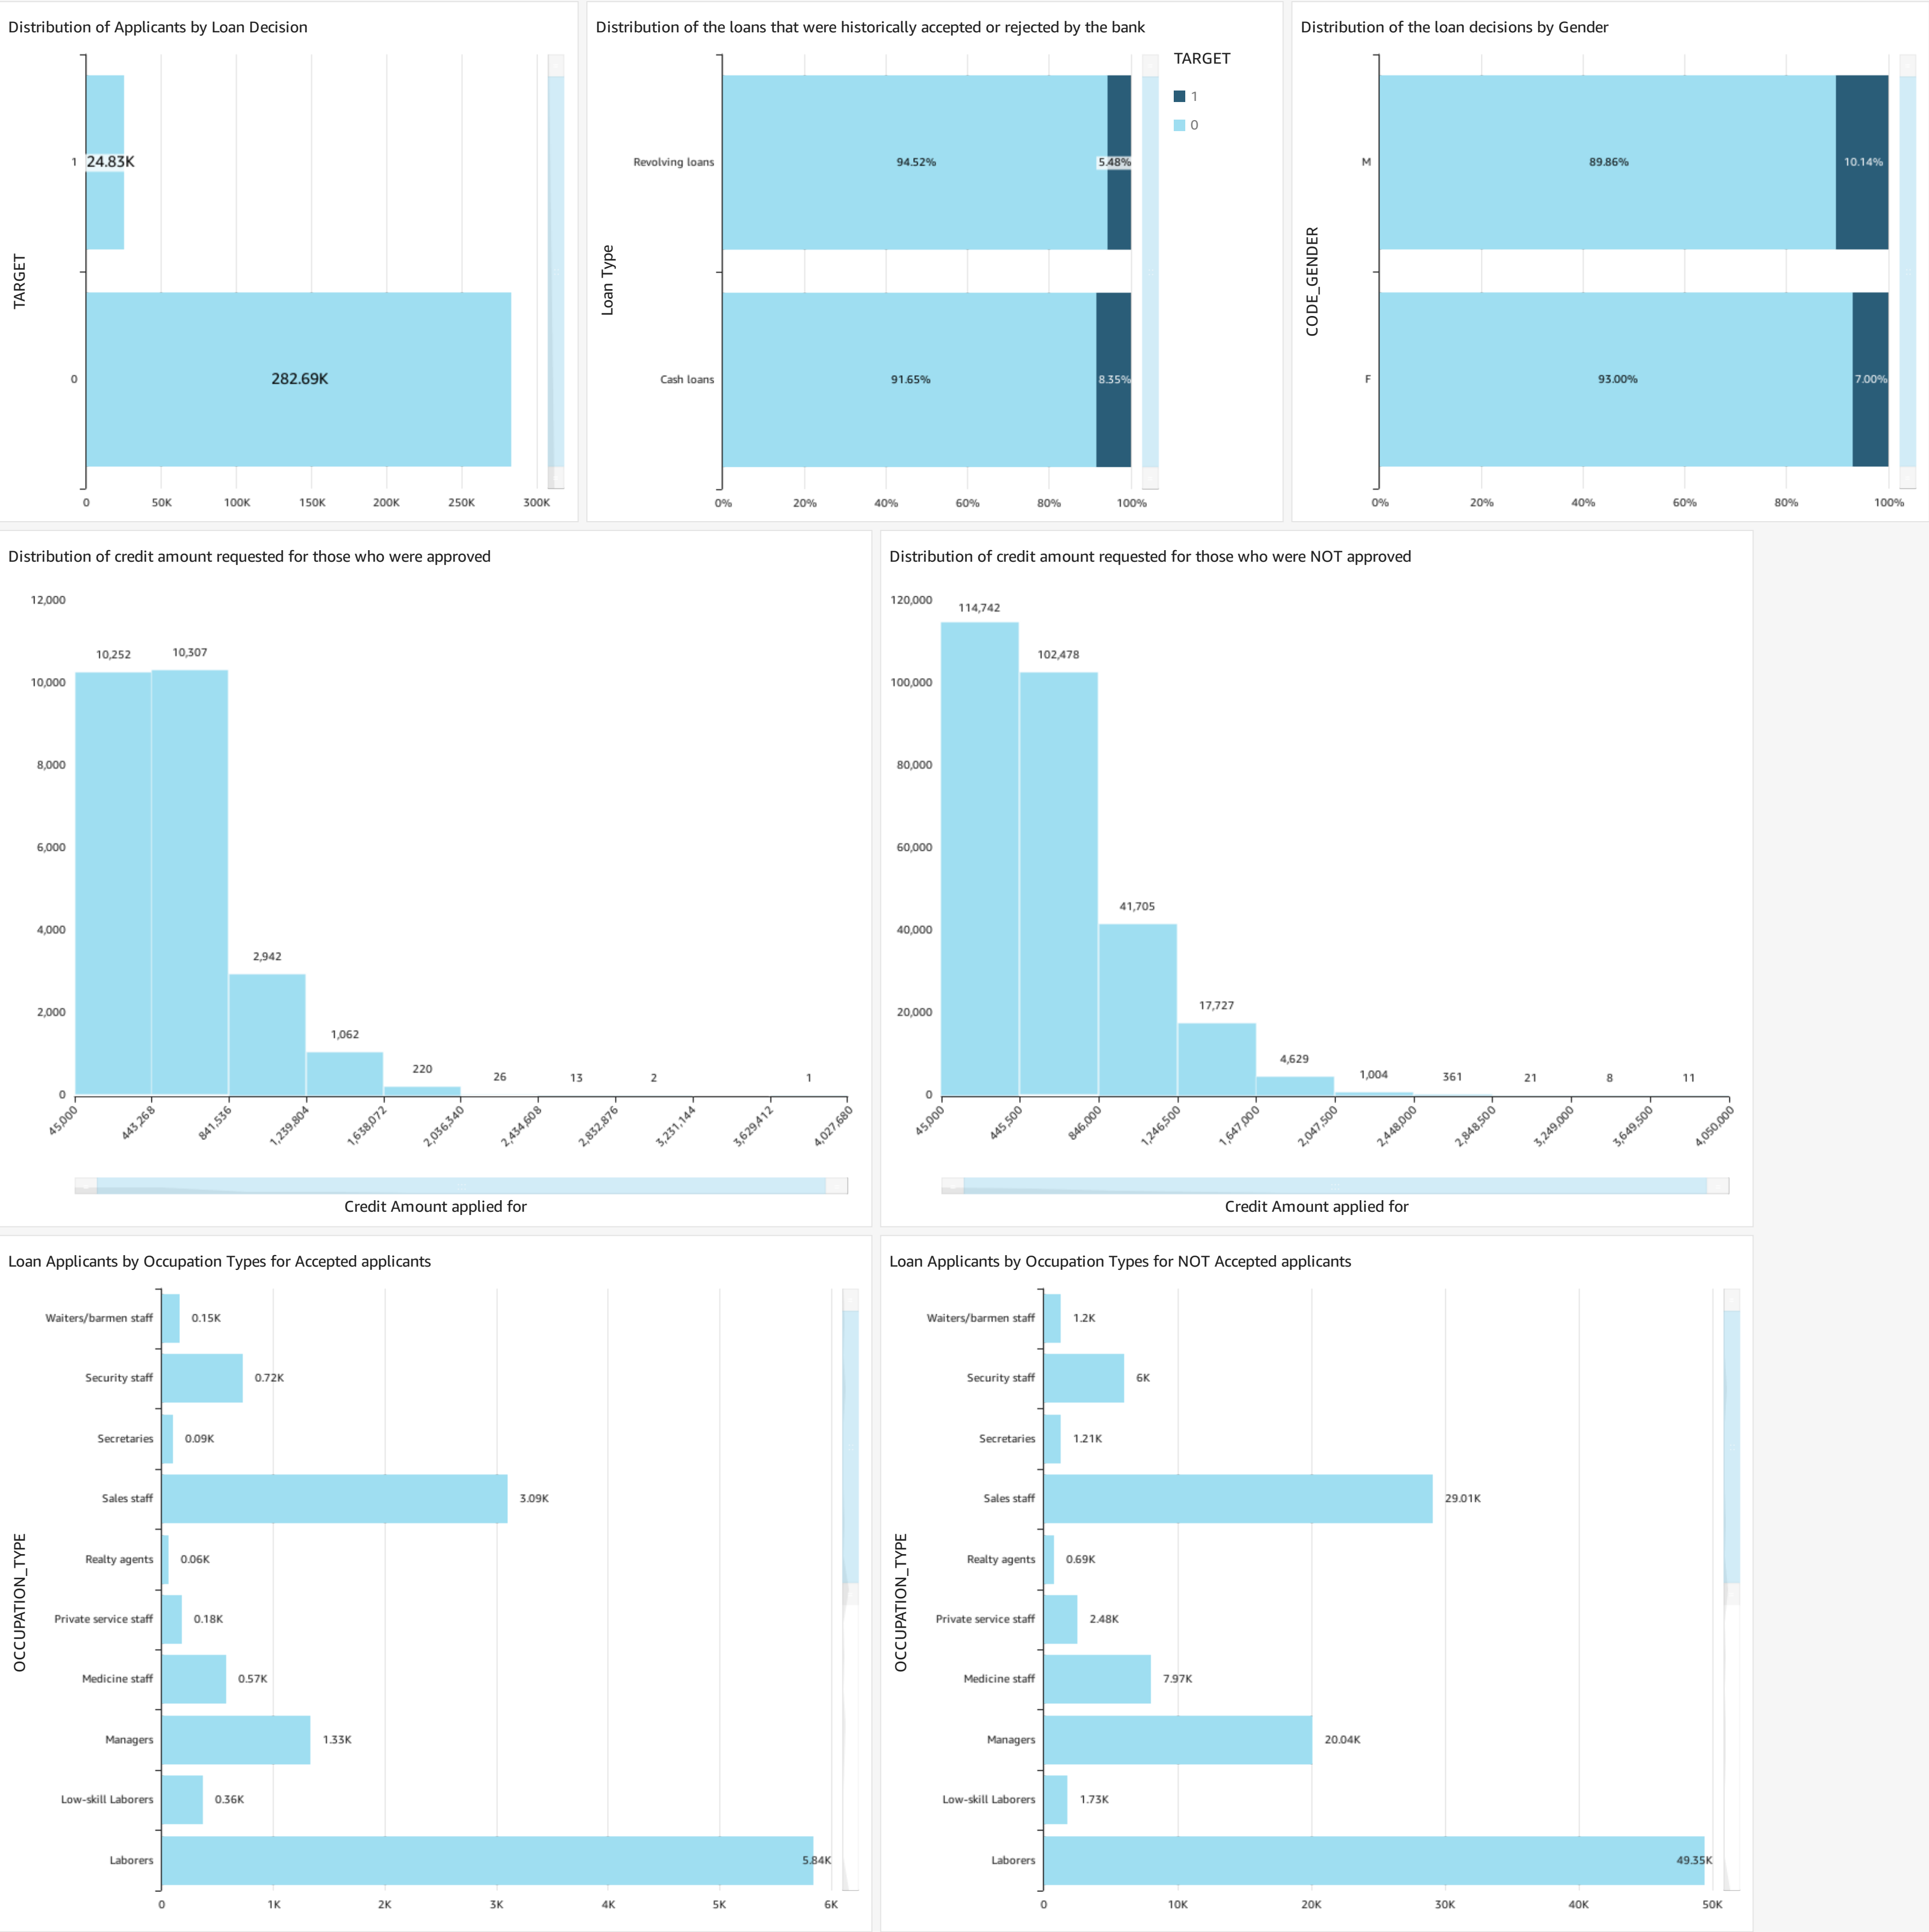 Distribution of Applicants by Loan Decision
TARGET
1
24.83K
0
282.69K
0 50K 100K 150K 200K 250K 300K
Distribution of the loans that were historically accepted or rejected by the bank
TARGET
1
0
Loan Type
Revolving loans
94.52%
5.48%
Cash loans
91.65%
8.35%
0% 20% 40% 60% 80% 100%
Distribution of the loan decisions by Gender
CODE_GENDER
M
89.86%
10.14%
F
93.00%
7.00%
0% 20% 40% 60% 80% 100%
Distribution of credit amount requested for those who were approved
12,000
10,000
8,000
6,000
4,000
2,000
0
10,252
10,307
2,942
1,062
220
26
13
2
1
45,000 443,268 841,536 1,239,804 1,638,072 2,036,340 2,434,608 2,832,876 3,231,144 3,629,412 4,027,680
Credit Amount applied for
Distribution of credit amount requested for those who were NOT approved
120,000
100,000
80,000
60,000
40,000
20,000
0
114,742
102,478
41,705
17,727
4,629
1,004
361
21
8
11
45,000 445,500 846,000 1,246,500 1,647,000 2,047,500 2,448,000 2,848,500 3,249,000 3,649,500 4,050,000
Credit Amount applied for
Loan Applicants by Occupation Types for Accepted applicants
OCCUPATION_TYPE
Waiters/barmen staff 0.15K
Security staff 0.72K
Secretaries 0.09K
Sales staff 3.09K
Realty agents 0.06K
Private service staff 0.18K
Medicine staff 0.57K
Managers 1.33K
Low-skill Laborers 0.36K
Laborers 5.84K
0 1K 2K 3K 4K 5K 6K
Loan Applicants by Occupation Types for NOT Accepted applicants
OCCUPATION_TYPE
Waiters/barmen staff 1.2K
Security staff 6K
Secretaries 1.21K
Sales staff 29.01K
Realty agents 0.69K
Private service staff 2.48K
Medicine staff 7.97K
Managers 20.04K
Low-skill Laborers 1.73K
Laborers 49.35K
0 10K 20K 30K 40K 50K